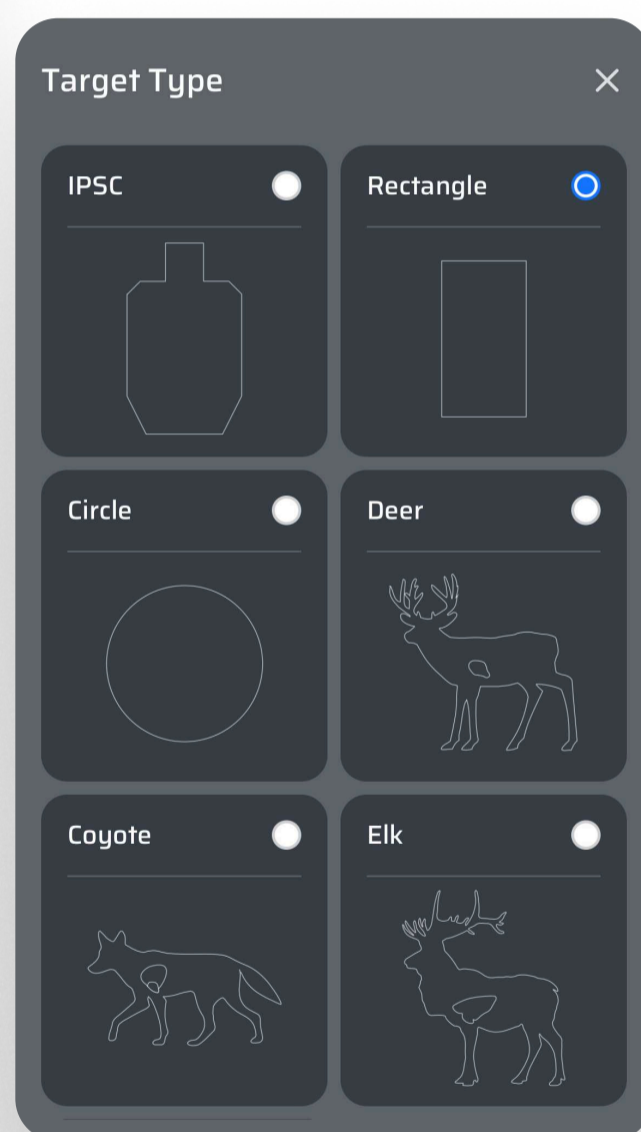 Target Type
IPSC
Rectangle
Circle
Deer
Coyote
Elk